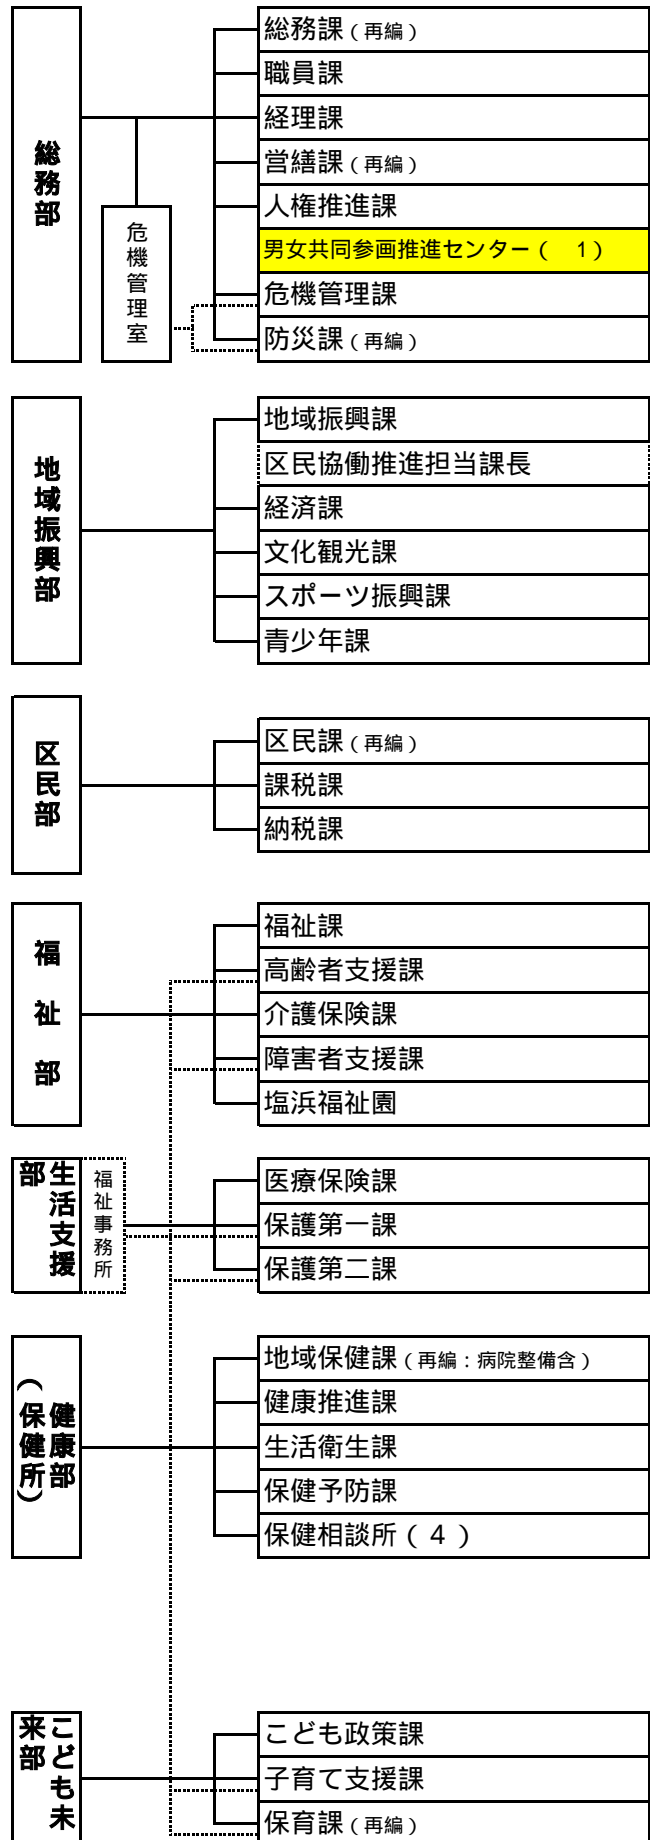 総務部
危機管理室
総務課(再編)
職員課
経理課
営繕課(再編)
人権推進課
男女共同参画推進センター( 1)
危機管理課
防災課(再編)
地域振興部
地域振興課
区民協働推進担当課長
経済課
文化観光課
スポーツ振興課
青少年課
区民部
区民課(再編)
課税課
納税課
福祉部
福祉課
高齢者支援課
介護保険課
障害者支援課
塩浜福祉園
生活支援部
福祉事務所
医療保険課
保護第一課
保護第二課
健康部
(保健所)
地域保健課(再編:病院整備含)
健康推進課
生活衛生課
保健予防課
保健相談所(4)
こども未来部
こども政策課
子育て支援課
保育課(再編)